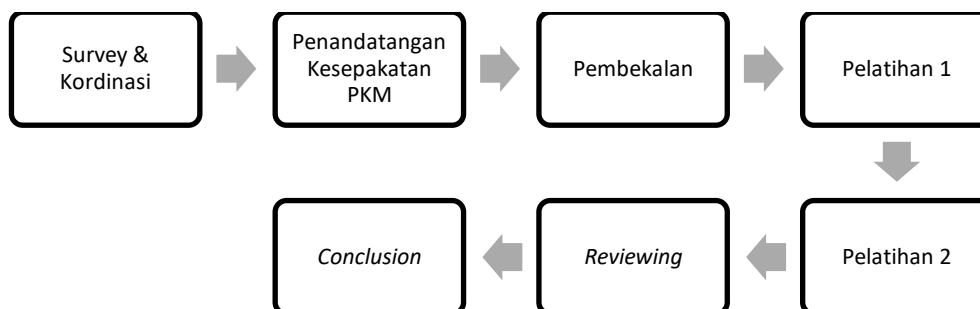 Survey &
Kordinasi
Penandatangan
Kesepakatan
PKM
Pembekalan
Pelatihan 1
Pelatihan 2
Reviewing
Conclusion